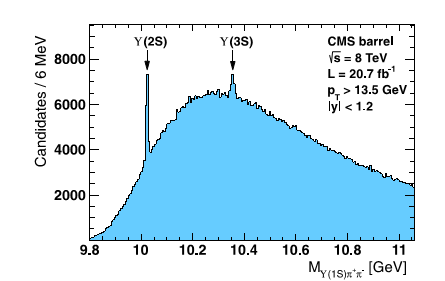 Υ(2S) Υ(3S)
CMS barrel
√s = 8 TeV
L = 20.7 fb⁻¹
p_T > 13.5 GeV
|y| < 1.2
Candidates / 6 MeV
8000
6000
4000
2000
9.8 10 10.2 10.4 10.6 10.8 11
M_Υ(1S)π⁺π⁻ [GeV]